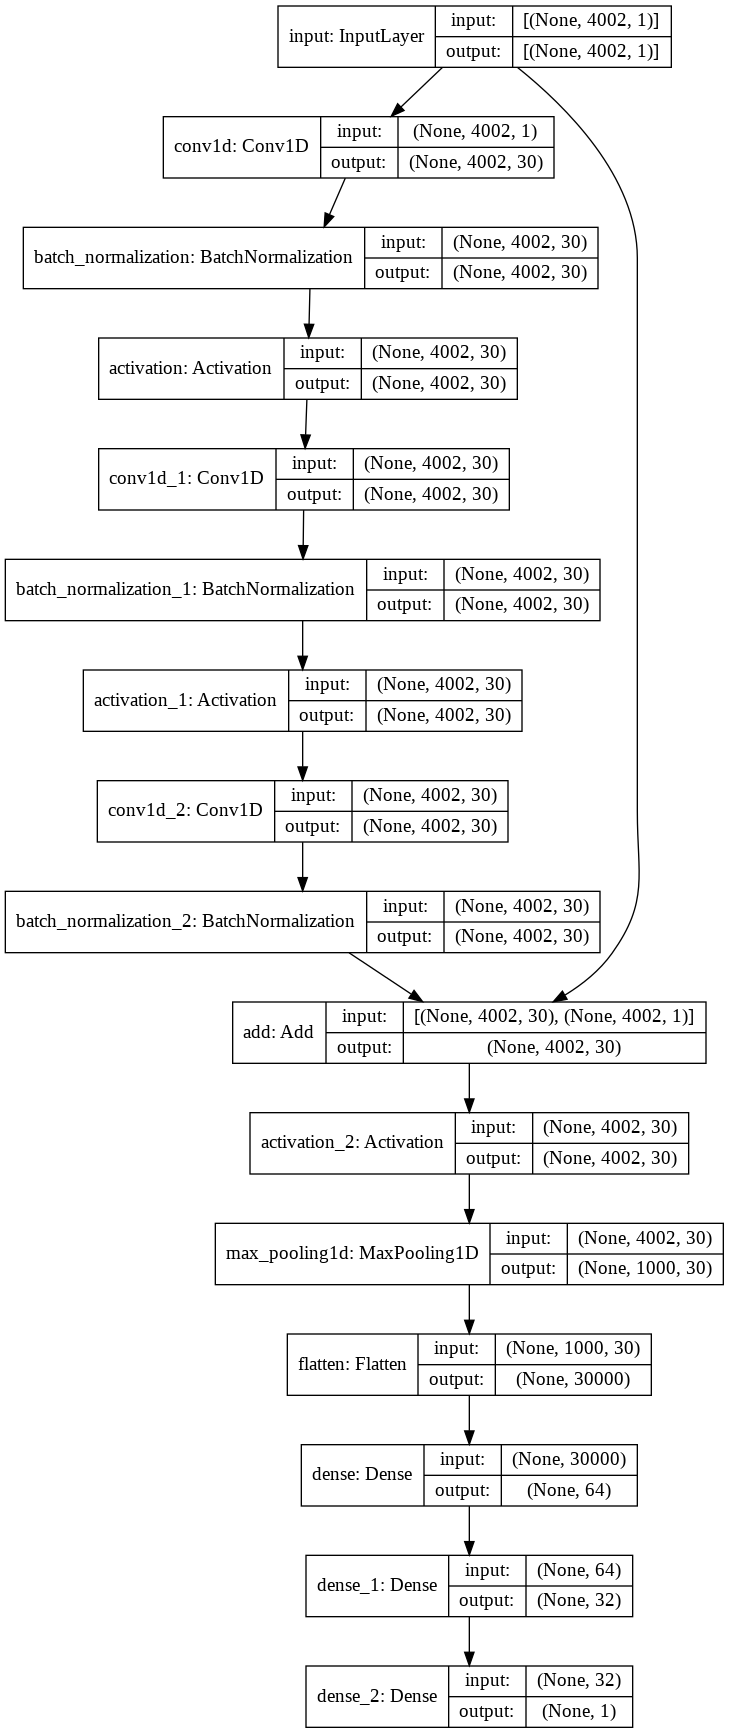 input: InputLayer
input: [(None, 4002, 1)]
output: [(None, 4002, 1)]
conv1d: Conv1D
input: (None, 4002, 1)
output: (None, 4002, 30)
batch_normalization: BatchNormalization
input: (None, 4002, 30)
output: (None, 4002, 30)
activation: Activation
input: (None, 4002, 30)
output: (None, 4002, 30)
conv1d_1: Conv1D
input: (None, 4002, 30)
output: (None, 4002, 30)
batch_normalization_1: BatchNormalization
input: (None, 4002, 30)
output: (None, 4002, 30)
activation_1: Activation
input: (None, 4002, 30)
output: (None, 4002, 30)
conv1d_2: Conv1D
input: (None, 4002, 30)
output: (None, 4002, 30)
batch_normalization_2: BatchNormalization
input: (None, 4002, 30)
output: (None, 4002, 30)
add: Add
input: [(None, 4002, 30), (None, 4002, 1)]
output: (None, 4002, 30)
activation_2: Activation
input: (None, 4002, 30)
output: (None, 4002, 30)
max_pooling1d: MaxPooling1D
input: (None, 4002, 30)
output: (None, 1000, 30)
flatten: Flatten
input: (None, 1000, 30)
output: (None, 30000)
dense: Dense
input: (None, 30000)
output: (None, 64)
dense_1: Dense
input: (None, 64)
output: (None, 32)
dense_2: Dense
input: (None, 32)
output: (None, 1)